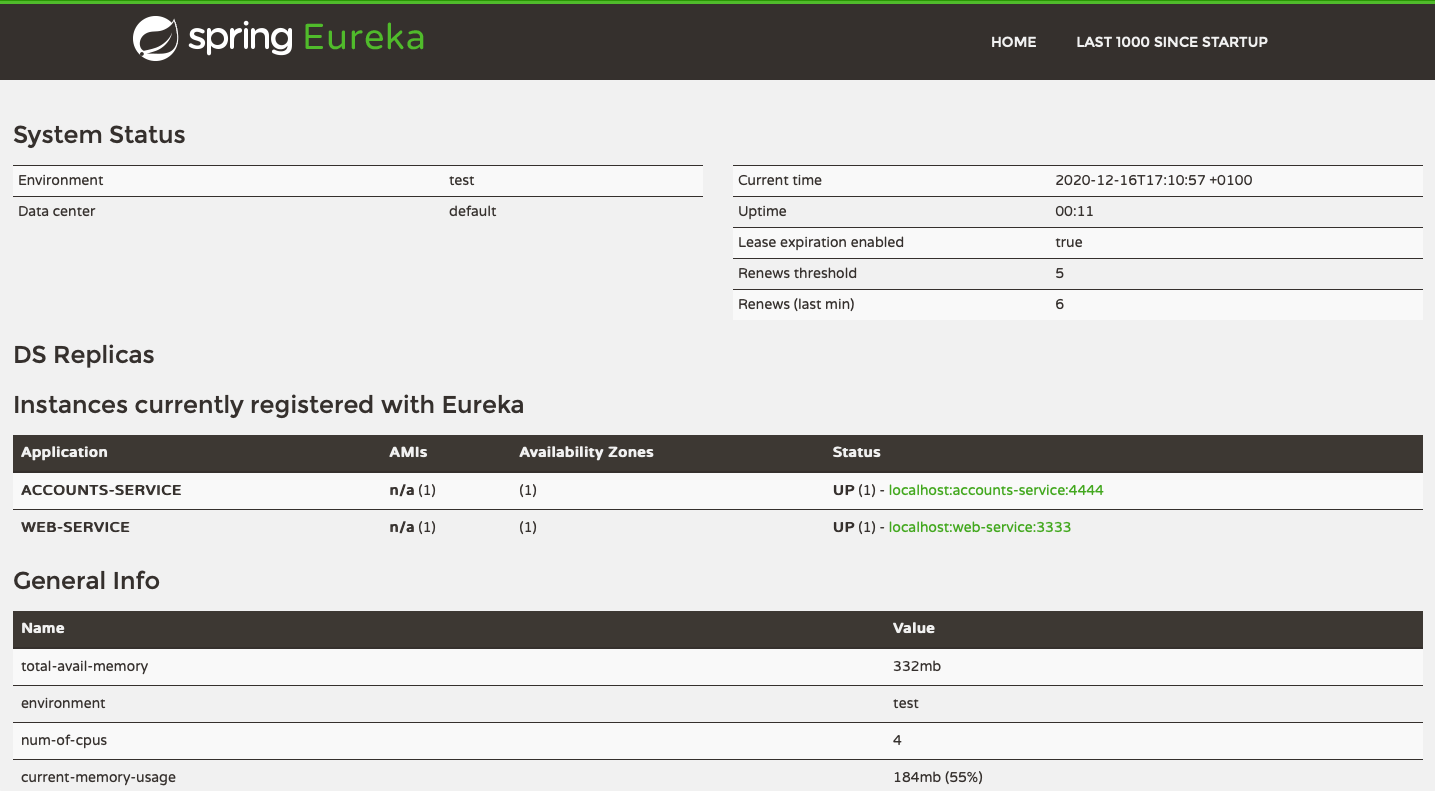 spring Eureka
HOME LAST 1000 SINCE STARTUP
System Status
Environment test
Data center default
Current time 2020-12-16T17:10:57 +0100
Uptime 00:11
Lease expiration enabled true
Renews threshold 5
Renews (last min) 6
DS Replicas
Instances currently registered with Eureka
Application AMIs Availability Zones Status
ACCOUNTS-SERVICE n/a (1) (1) UP (1) - localhost:accounts-service:4444
WEB-SERVICE n/a (1) (1) UP (1) - localhost:web-service:3333
General Info
Name Value
total-avail-memory 332mb
environment test
num-of-cpus 4
current-memory-usage 184mb (55%)